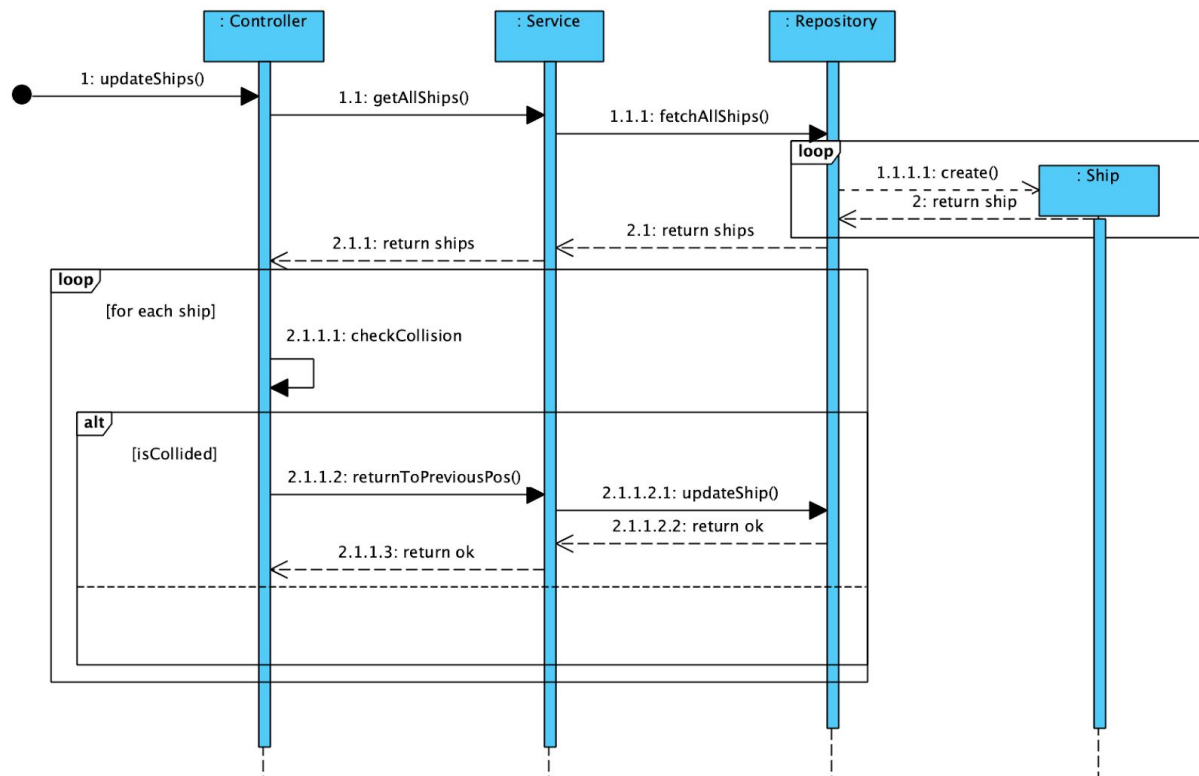 : Controller
: Service
: Repository
1: updateShips()
1.1: getAllShips()
1.1.1: fetchAllShips()
loop
1.1.1.1: create()
: Ship
2: return ship
2.1: return ships
2.1.1: return ships
loop
[for each ship]
2.1.1.1: checkCollision
alt
[isCollided]
2.1.1.2: returnToPreviousPos()
2.1.1.2.1: updateShip()
2.1.1.2.2: return ok
2.1.1.3: return ok